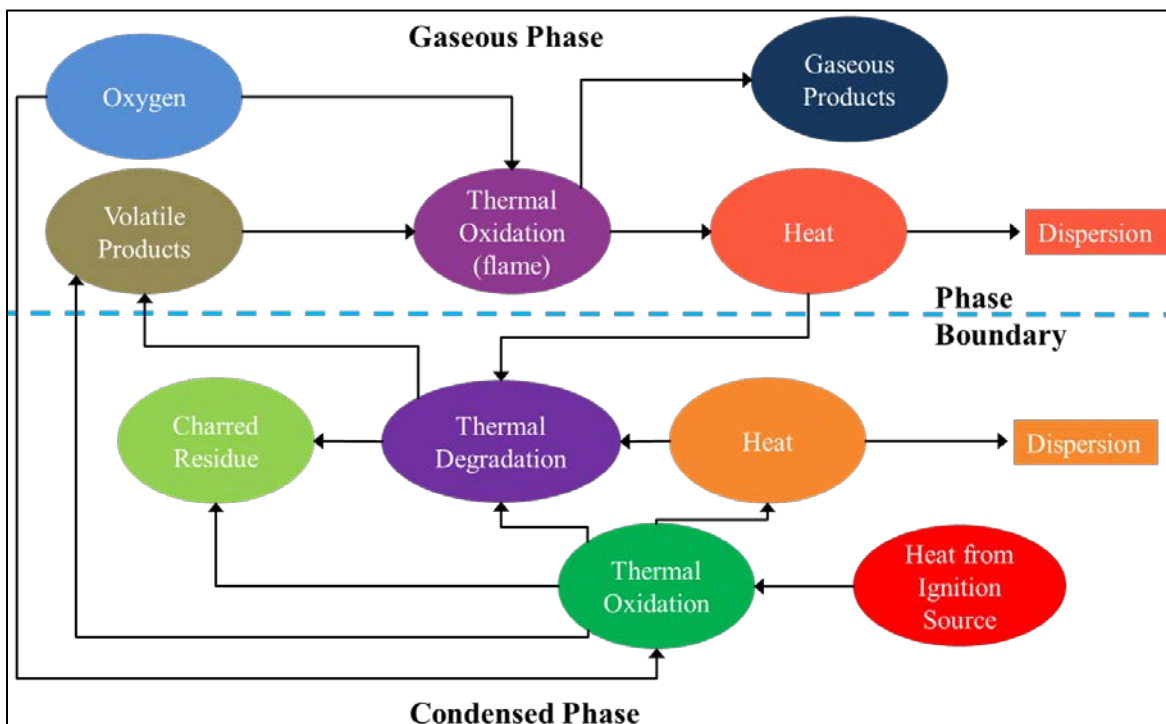 Gaseous Phase
Oxygen
Gaseous
Products
Volatile
Products
Thermal
Oxidation
(flame)
Heat
Dispersion
Phase
Boundary
Charred
Residue
Thermal
Degradation
Heat
Dispersion
Thermal
Oxidation
Heat from
Ignition
Source
Condensed Phase